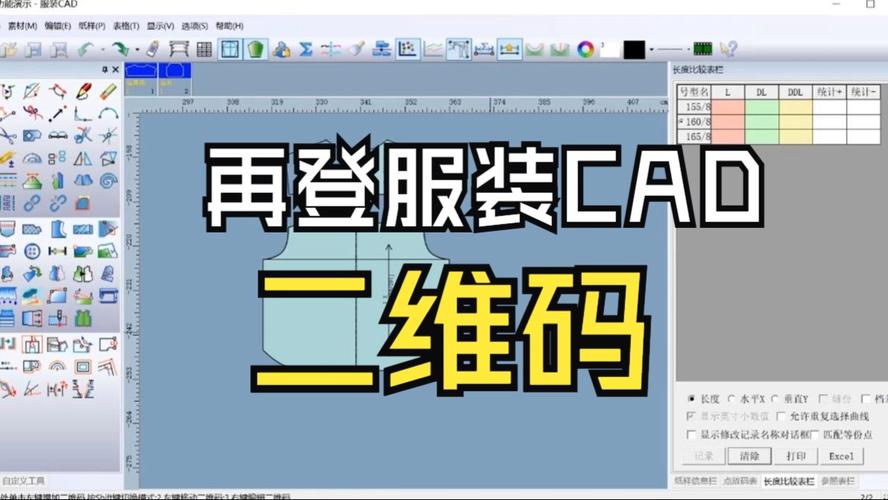 功能演示 - 服装CAD
素材(M) 编辑(E) 纸样(P) 表格(T) 显示(V) 选项(S) 帮助(H)
长度比较表栏
号型名 L DL DDL 统计+ 统计-
155/8
160/8
165/8
297 308 319 330 341 352 363 374 385 396 407 cm
再登服装CAD
二维码
长度 水平X 垂直Y
显示英寸小数值 允许重复选择曲线
显示修改记录名称对话框 匹配等份点
记录 清除 打印 Excel
纸样信息栏 点放码表 长度比较表栏 参照表栏
自定义工具
2/2